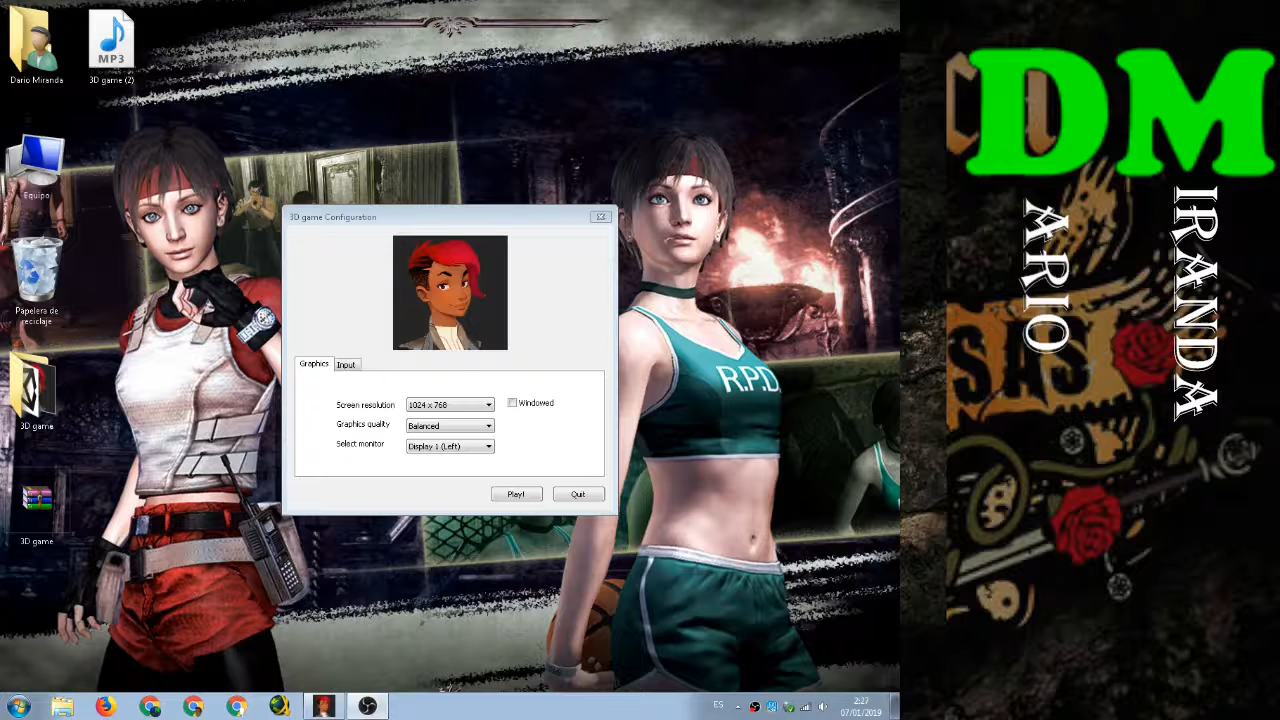 Dario Miranda
MP3
3D game (2)
Equipo
Papelera de
reciclaje
3D game
3D game
3D game Configuration
Graphics
Input
Screen resolution
1024 x 768
Windowed
Graphics quality
Balanced
Select monitor
Display 1 (Left)
Play!
Quit
R.P.D
DM
ARIO
IRANDA
ES
2:27
07/01/2019